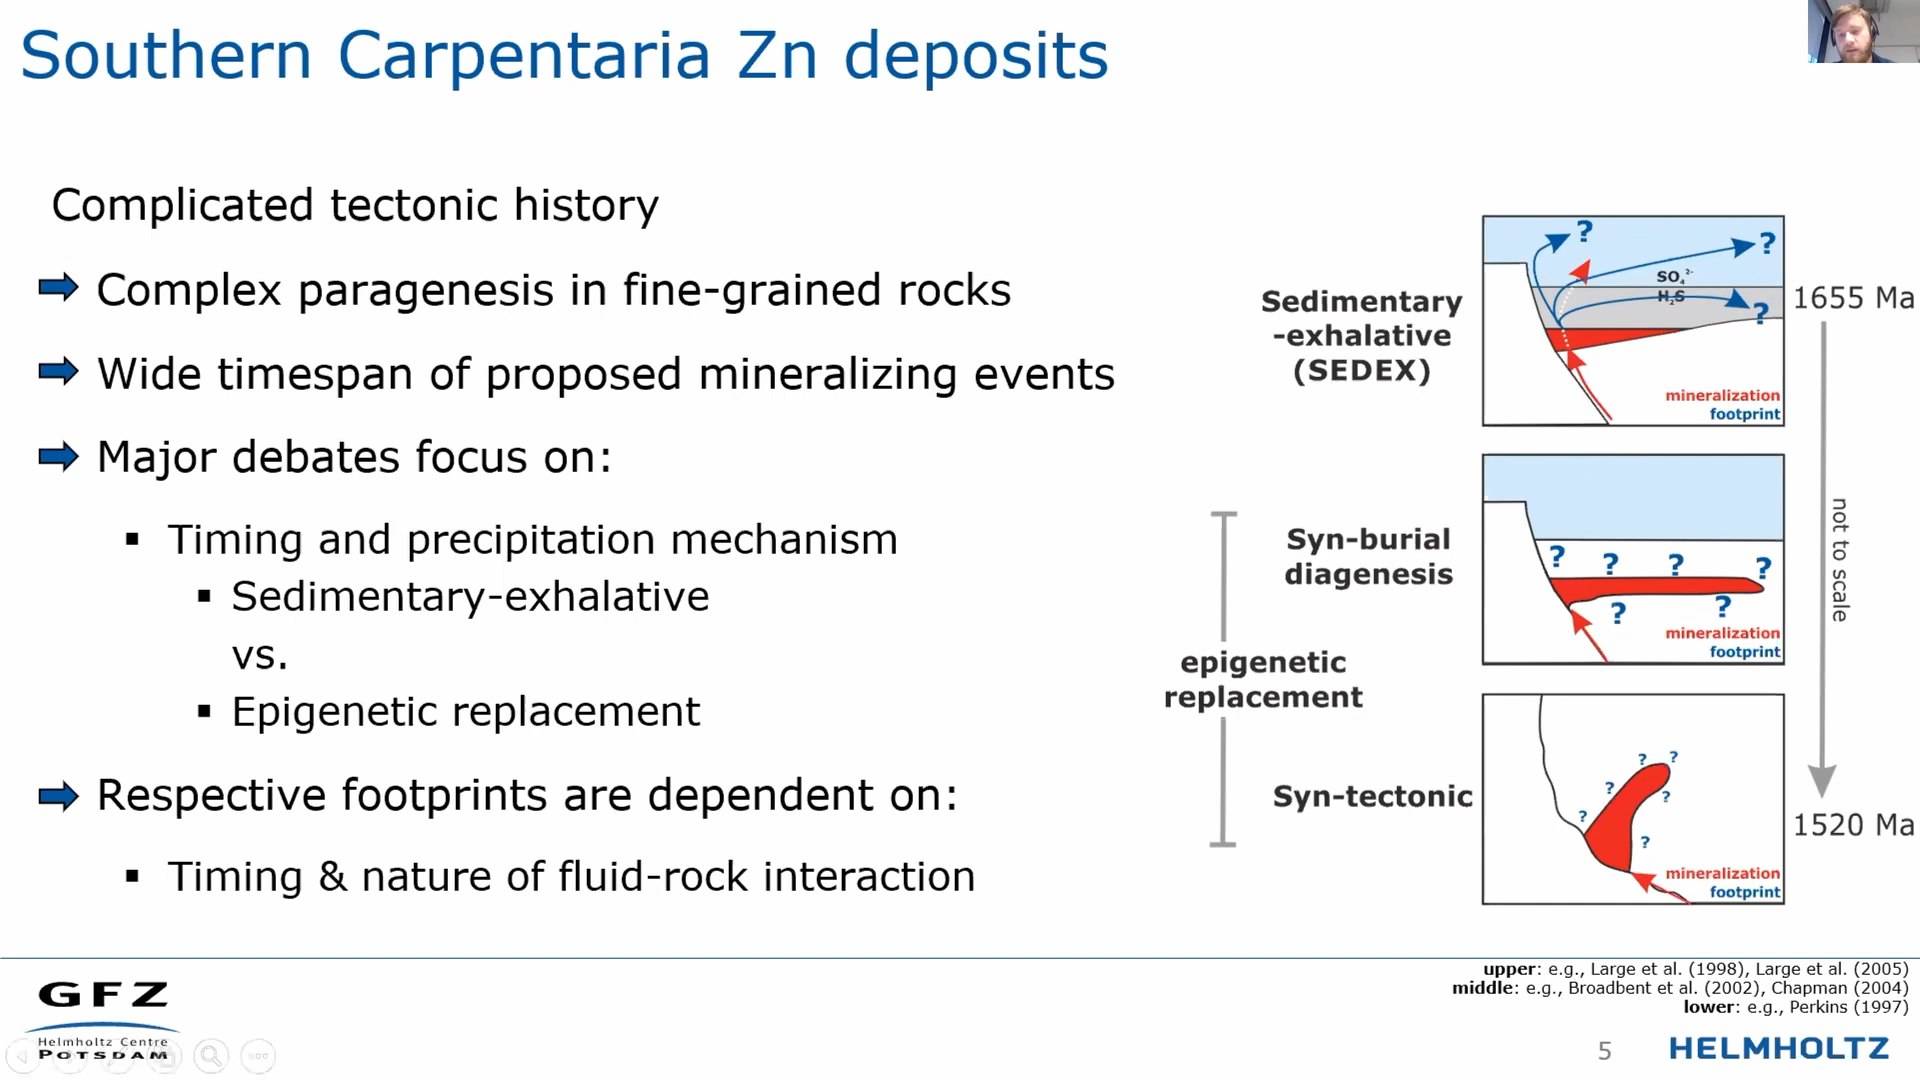 Southern Carpentaria Zn deposits
Complicated tectonic history
Complex paragenesis in fine-grained rocks
Wide timespan of proposed mineralizing events
Major debates focus on:
Timing and precipitation mechanism
Sedimentary-exhalative
vs.
Epigenetic replacement
Respective footprints are dependent on:
Timing & nature of fluid-rock interaction
Sedimentary
-exhalative
(SEDEX)
? ?
SO₄²⁻
H₂S
?
mineralization
footprint
1655 Ma
Syn-burial
diagenesis
? ? ? ?
? ?
mineralization
footprint
not to scale
epigenetic
replacement
Syn-tectonic
? ?
? ?
?
?
mineralization
footprint
1520 Ma
upper: e.g., Large et al. (1998), Large et al. (2005)
middle: e.g., Broadbent et al. (2002), Chapman (2004)
lower: e.g., Perkins (1997)
GFZ
Helmholtz Centre
POTSDAM
5
HELMHOLTZ